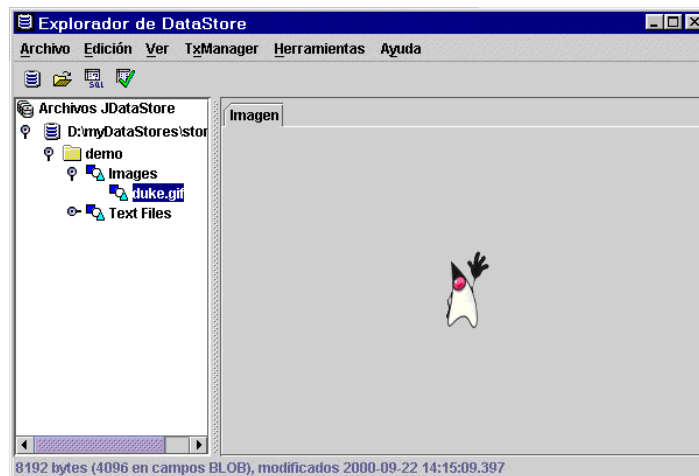 Explorador de DataStore
Archivo Edición Ver TxManager Herramientas Ayuda
SQL
Archivos JDataStore
D:\myDataStores\stor
demo
Images
duke.gif
Text Files
Imagen
8192 bytes (4096 en campos BLOB), modificados 2000-09-22 14:15:09.397